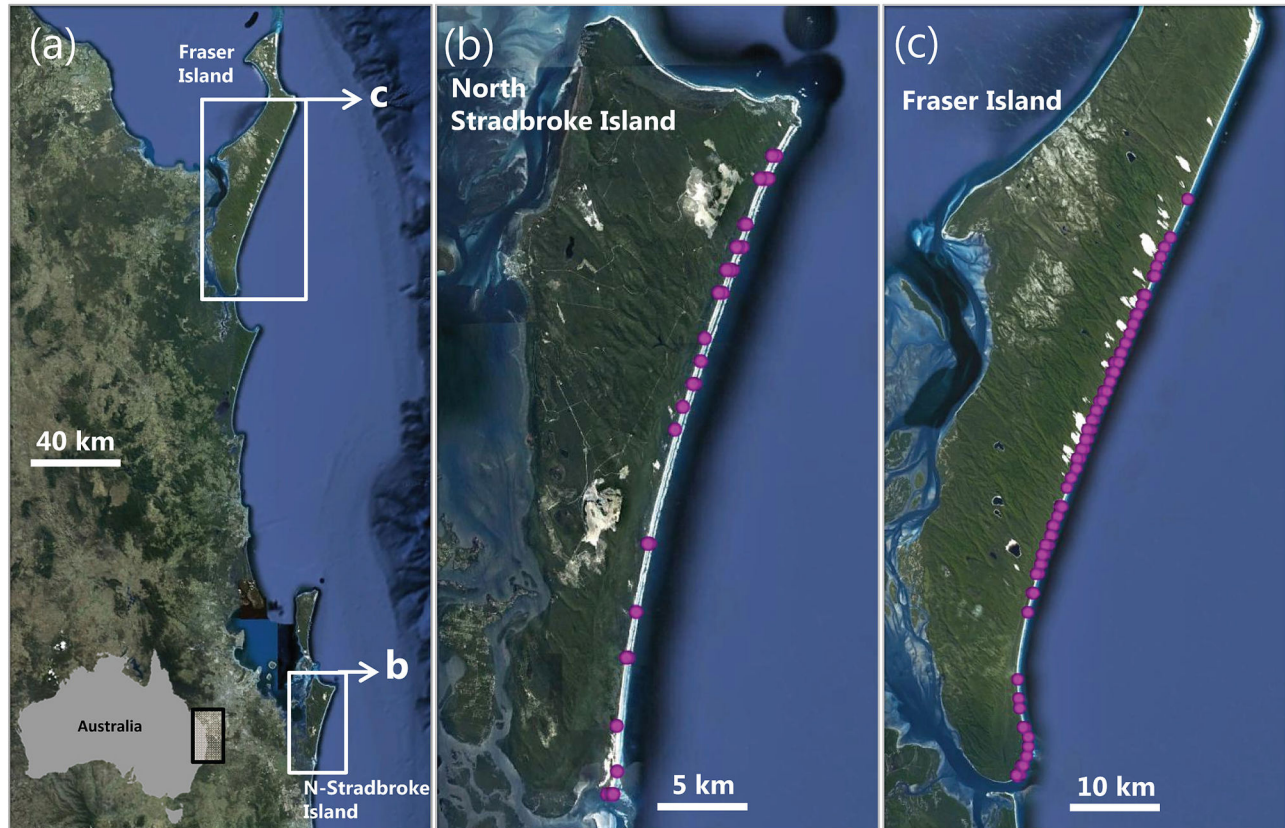 (a)
Fraser
Island
c
40 km
b
Australia
N-Stradbroke
Island
(b)
North
Stradbroke Island
5 km
(c)
Fraser Island
10 km